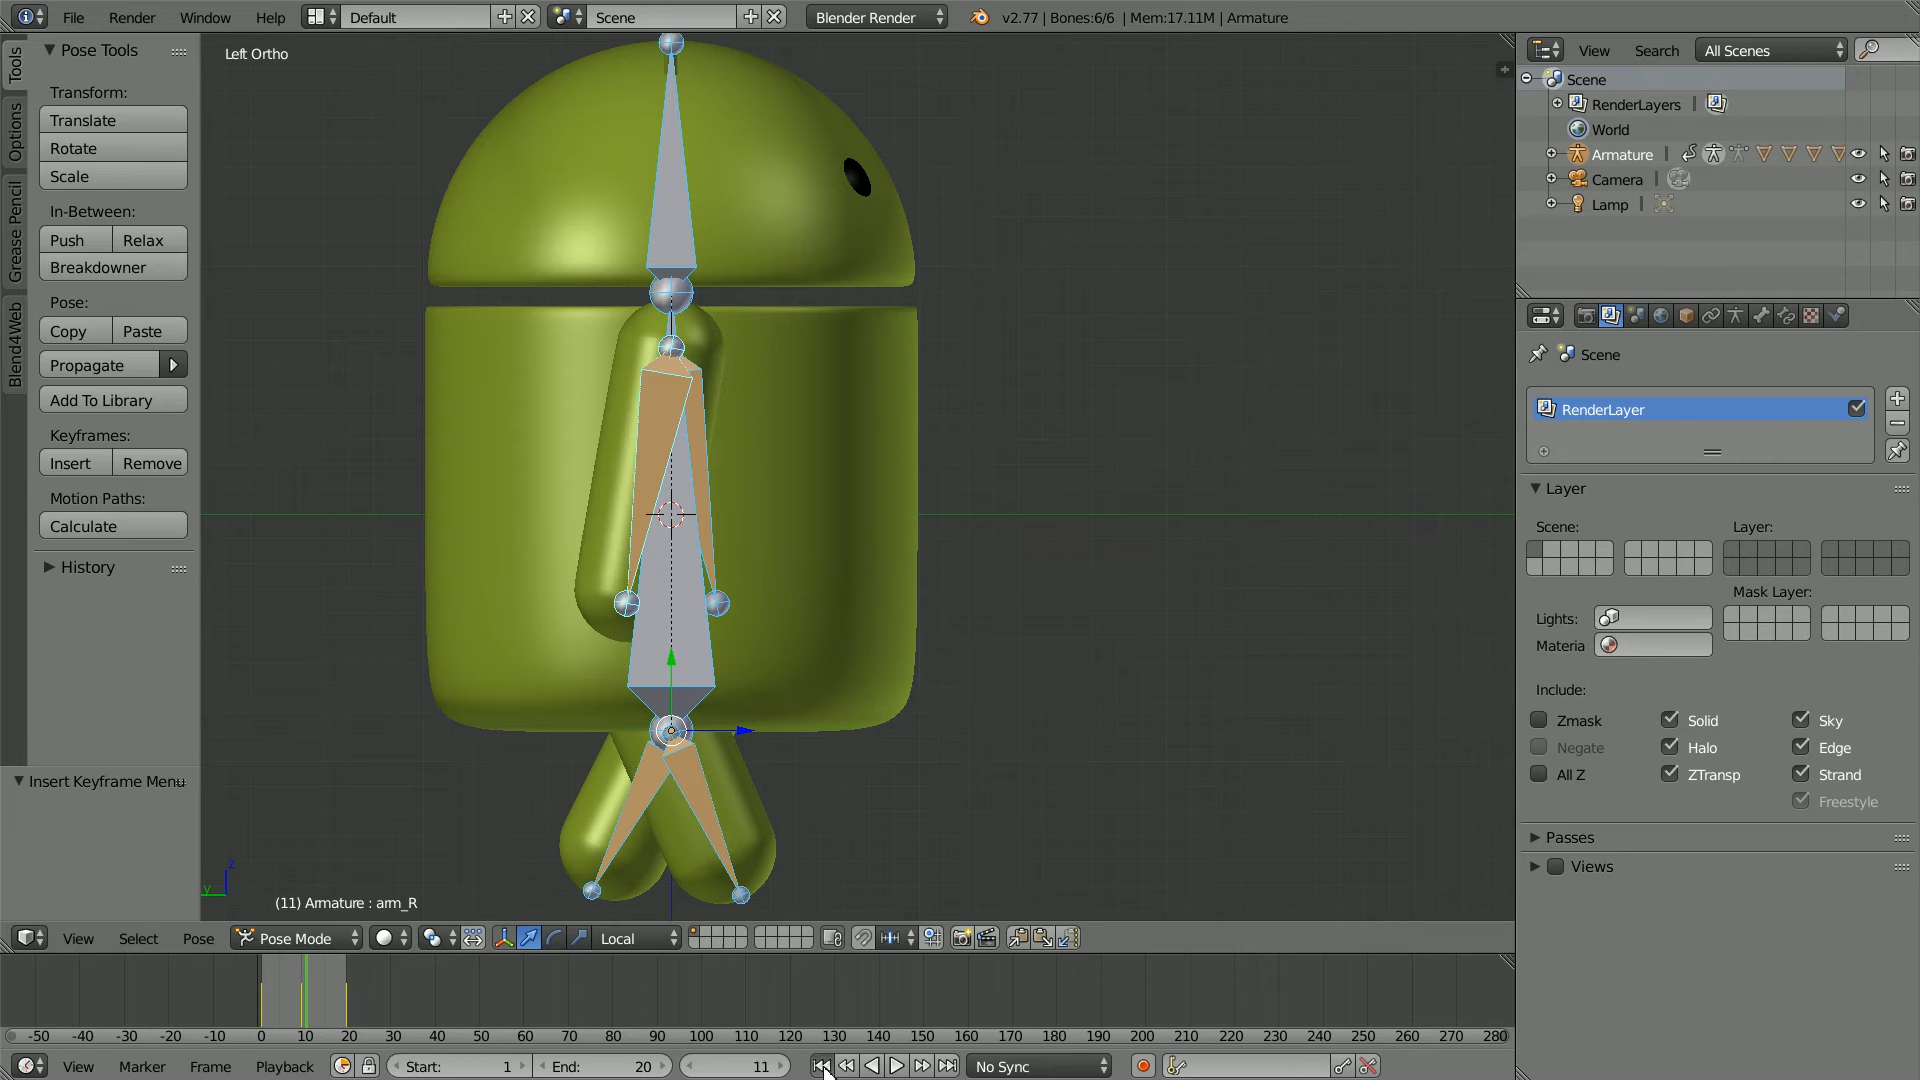 File Render Window Help Default Scene Blender Render v2.77 | Bones:6/6 | Mem:17.11M | Armature
Tools
Options
Grease Pencil
Blend4Web
Pose Tools
Transform:
Translate
Rotate
Scale
In-Between:
Push Relax
Breakdowner
Pose:
Copy Paste
Propagate
Add To Library
Keyframes:
Insert Remove
Motion Paths:
Calculate
History
Insert Keyframe Menu
Left Ortho
z
y
(11) Armature : arm_R
View Search All Scenes
Scene
RenderLayers
World
Armature
Camera
Lamp
Scene
RenderLayer
Layer
Scene: Layer:
Mask Layer:
Lights:
Materia
Include:
Zmask Solid Sky
Negate Halo Edge
All Z ZTransp Strand
Freestyle
Passes
Views
View Select Pose Pose Mode Local
-50 -40 -30 -20 -10 0 10 20 30 40 50 60 70 80 90 100 110 120 130 140 150 160 170 180 190 200 210 220 230 240 250 260 270 280
View Marker Frame Playback Start: 1 End: 20 11 No Sync